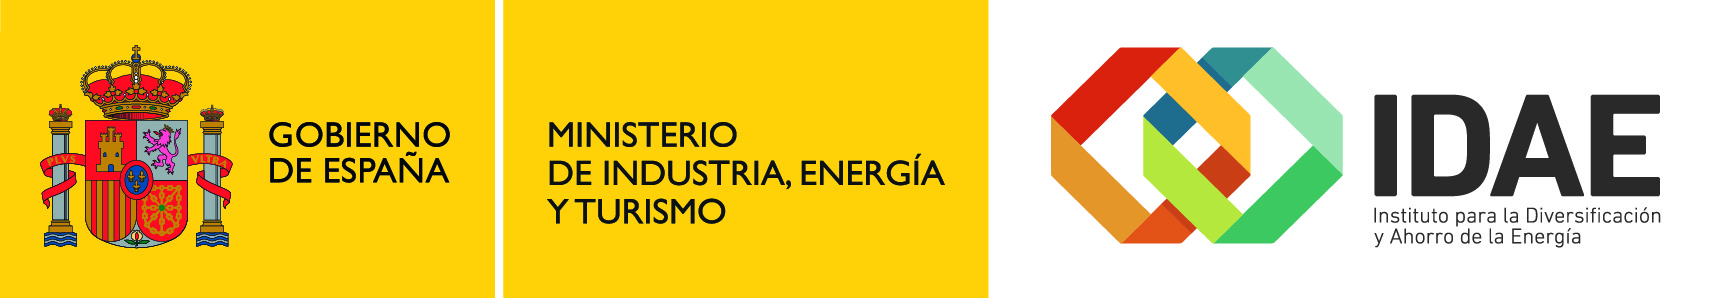 PLVS VLTRA
GOBIERNO
DE ESPAÑA
MINISTERIO
DE INDUSTRIA, ENERGÍA
Y TURISMO
IDAE
Instituto para la Diversificación
y Ahorro de la Energía